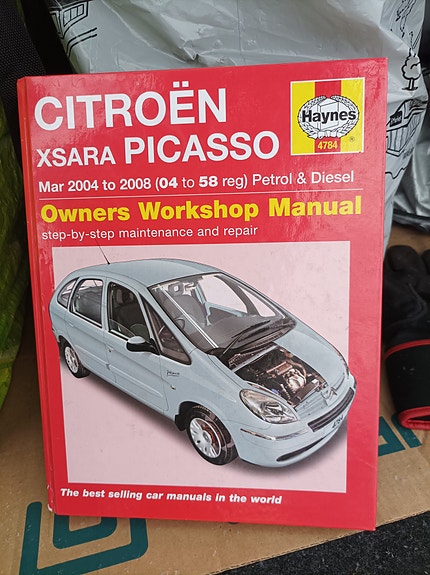 CITROËN
XSARA PICASSO
Haynes
4784
Mar 2004 to 2008 (04 to 58 reg) Petrol & Diesel
Owners Workshop Manual
step-by-step maintenance and repair
The best selling car manuals in the world